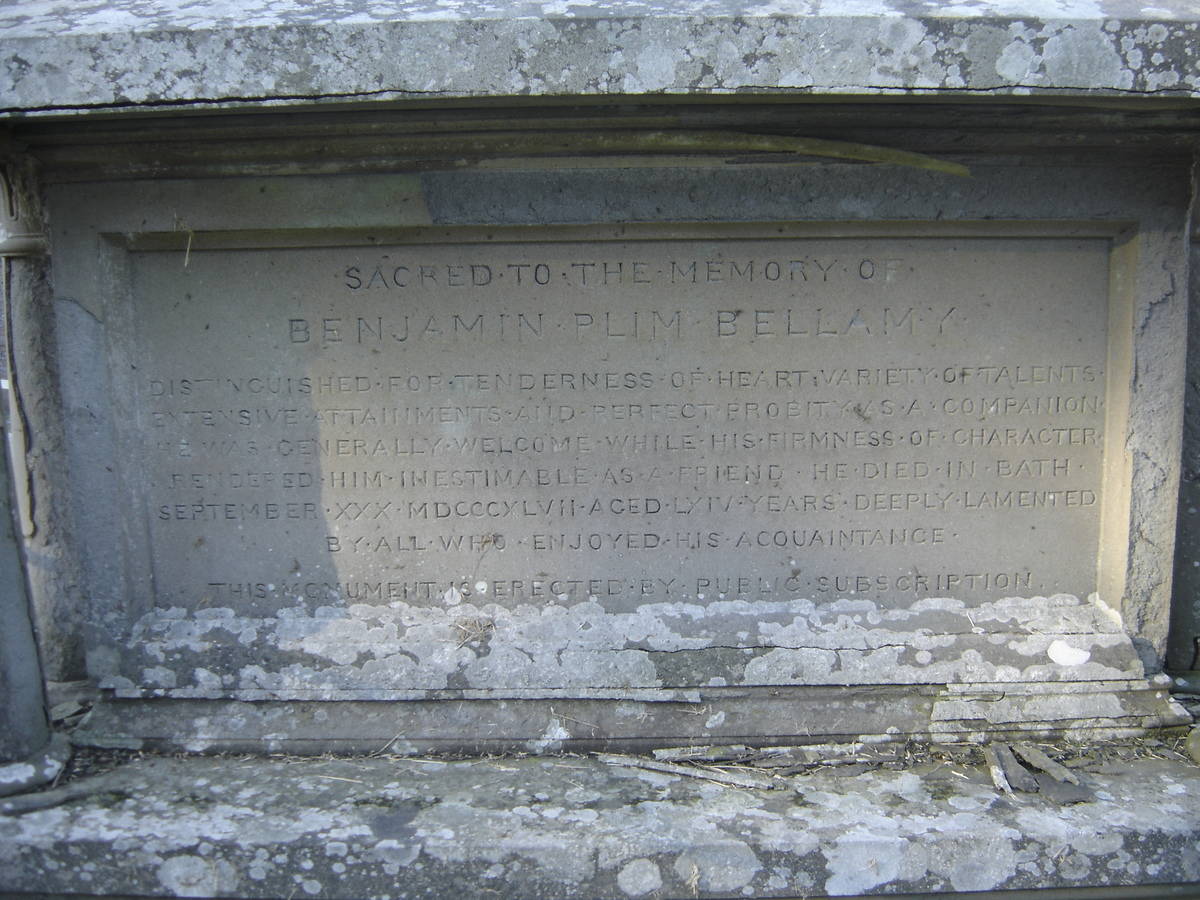 ·SACRED·TO·THE·MEMORY·OF·
BENJAMIN·PLIM·BELLAMY·
DISTINGUISHED·FOR·TENDERNESS·OF·HEART·VARIETY·OF·TALENTS·
EXTENSIVE·ATTAINMENTS·AND·PERFECT·PROBITY·AS·A·COMPANION·
HE·WAS·GENERALLY·WELCOME·WHILE·HIS·FIRMNESS·OF·CHARACTER·
RENDERED·HIM·INESTIMABLE·AS·A·FRIEND·HE·DIED·IN·BATH·
SEPTEMBER·XXX·MDCCCXLVII·AGED·LXIV·YEARS·DEEPLY·LAMENTED
BY·ALL·WHO·ENJOYED·HIS·ACQUAINTANCE·
THIS·MONUMENT·IS·ERECTED·BY·PUBLIC·SUBSCRIPTION·